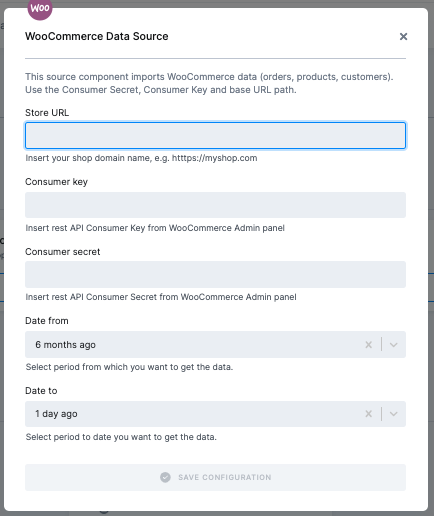 Woo
WooCommerce Data Source
This source component imports WooCommerce data (orders, products, customers).
Use the Consumer Secret, Consumer Key and base URL path.
Store URL
Insert your shop domain name, e.g. htttps://myshop.com
Consumer key
Insert rest API Consumer Key from WooCommerce Admin panel
Consumer secret
Insert rest API Consumer Secret from WooCommerce Admin panel
Date from
6 months ago
Select period from which you want to get the data.
Date to
1 day ago
Select period to date you want to get the data.
SAVE CONFIGURATION